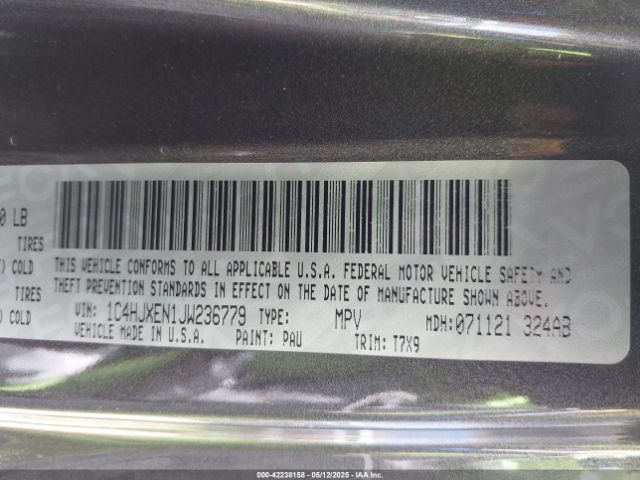 0 LB
TIRES
) COLD
TIRES
) COLD
THIS VEHICLE CONFORMS TO ALL APPLICABLE U.S.A. FEDERAL MOTOR VEHICLE SAFETY AND
THEFT PREVENTION STANDARDS IN EFFECT ON THE DATE OF MANUFACTURE SHOWN ABOVE.
VIN: 1C4HJXEN1JW236779 TYPE: MPV MDH:071121 324AB
VEHICLE MADE IN U.S.A. PAINT: PAU TRIM: T7X9
000-42238158 - 05/12/2025 - IAAI.COM